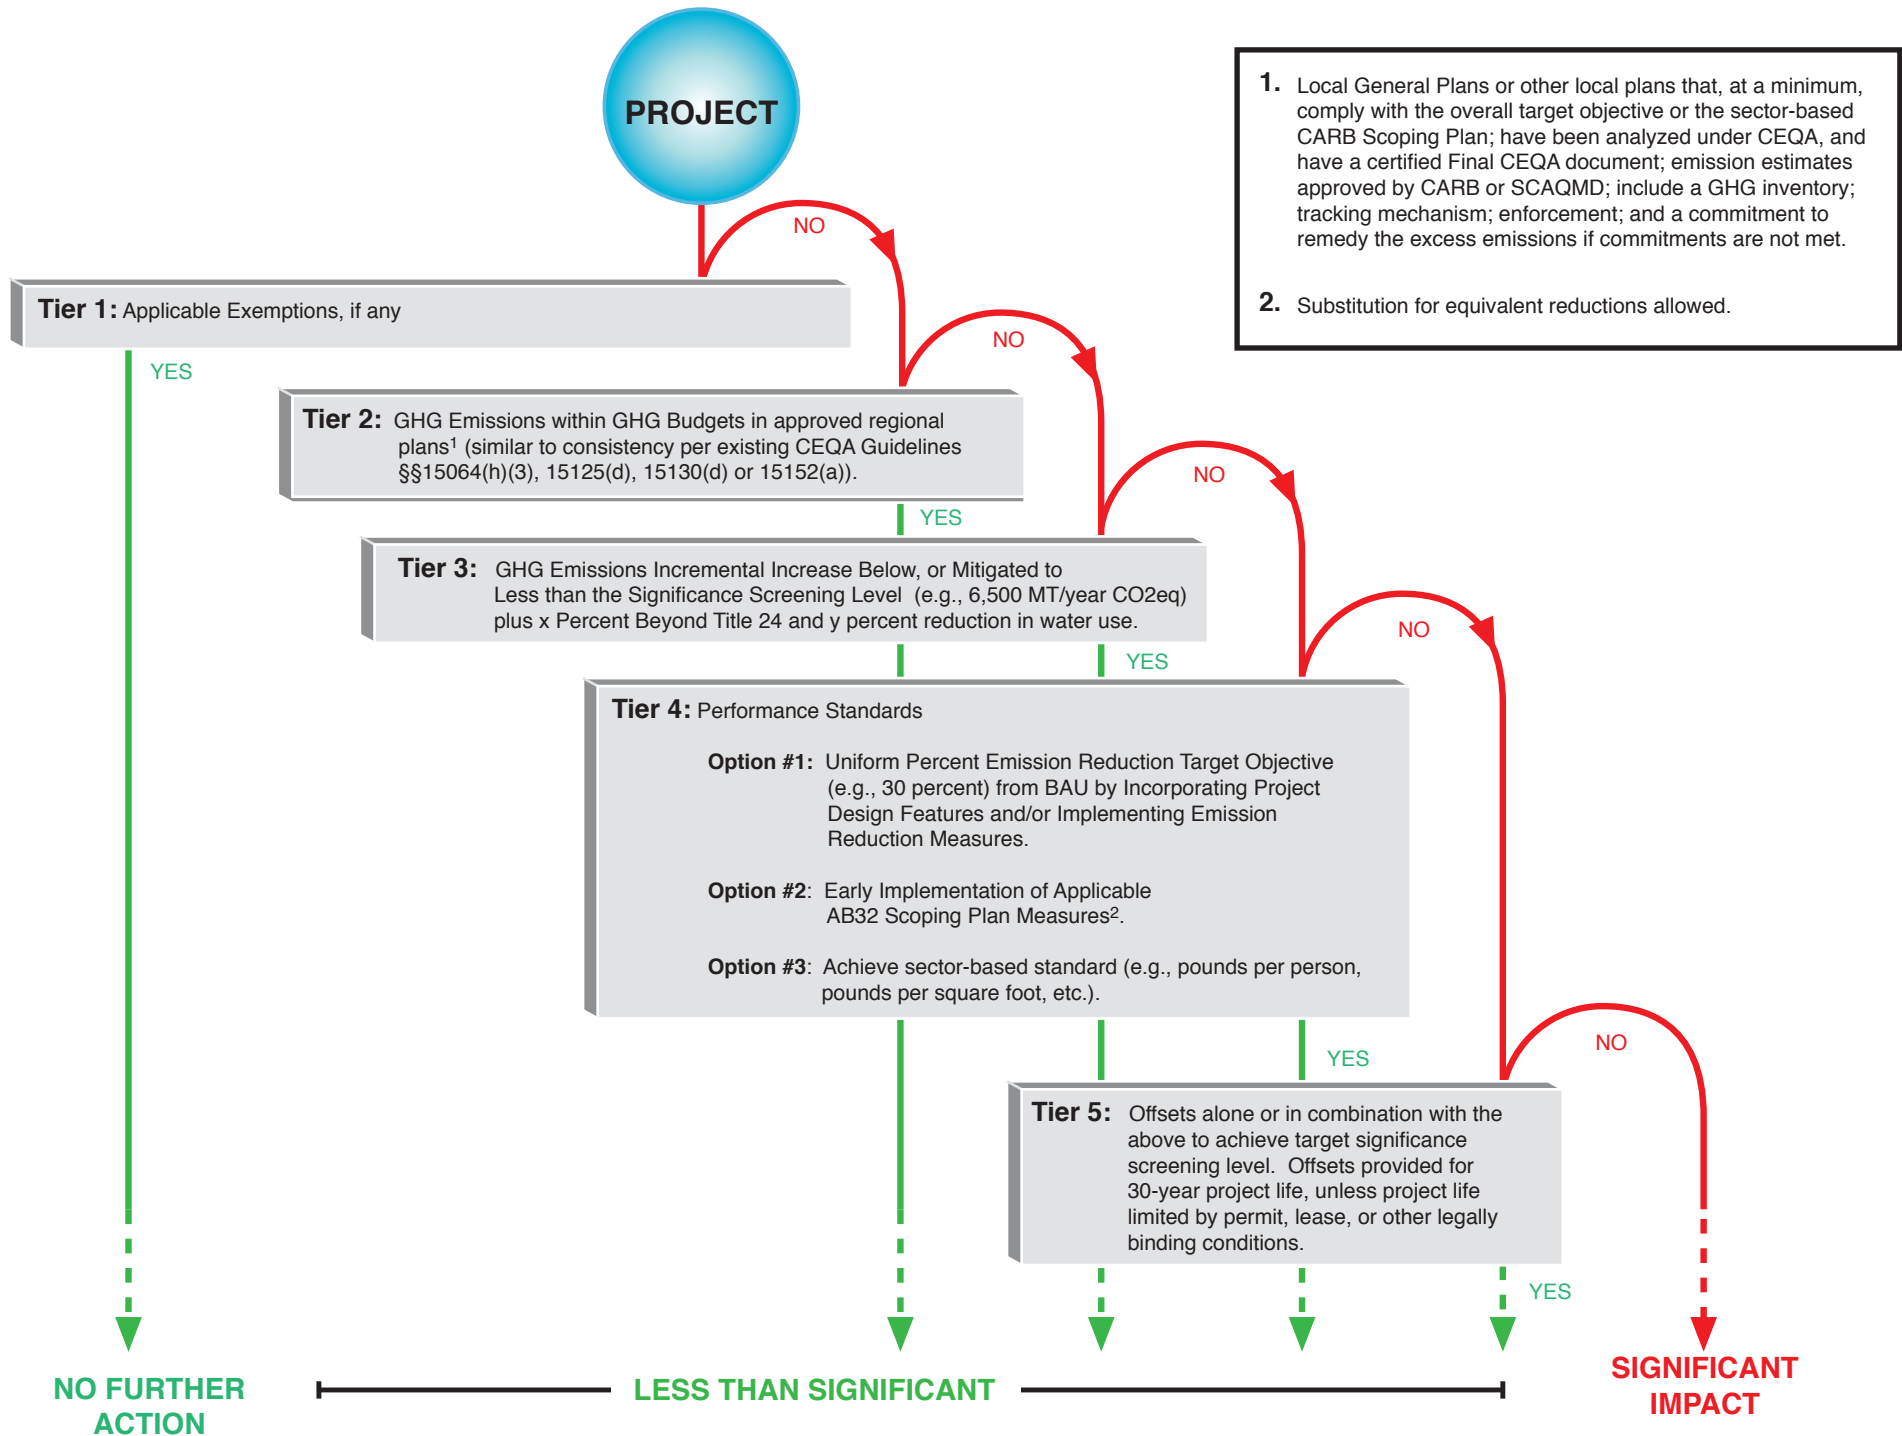 PROJECT
1. Local General Plans or other local plans that, at a minimum,
comply with the overall target objective or the sector-based
CARB Scoping Plan; have been analyzed under CEQA, and
have a certified Final CEQA document; emission estimates
approved by CARB or SCAQMD; include a GHG inventory;
tracking mechanism; enforcement; and a commitment to
remedy the excess emissions if commitments are not met.
2. Substitution for equivalent reductions allowed.
NO
Tier 1: Applicable Exemptions, if any
YES
NO
Tier 2: GHG Emissions within GHG Budgets in approved regional
plans¹ (similar to consistency per existing CEQA Guidelines
§§15064(h)(3), 15125(d), 15130(d) or 15152(a)).
YES
NO
Tier 3: GHG Emissions Incremental Increase Below, or Mitigated to
Less than the Significance Screening Level (e.g., 6,500 MT/year CO2eq)
plus x Percent Beyond Title 24 and y percent reduction in water use.
YES
NO
Tier 4: Performance Standards
Option #1: Uniform Percent Emission Reduction Target Objective
(e.g., 30 percent) from BAU by Incorporating Project
Design Features and/or Implementing Emission
Reduction Measures.
Option #2: Early Implementation of Applicable
AB32 Scoping Plan Measures².
Option #3: Achieve sector-based standard (e.g., pounds per person,
pounds per square foot, etc.).
YES
NO
Tier 5: Offsets alone or in combination with the
above to achieve target significance
screening level. Offsets provided for
30-year project life, unless project life
limited by permit, lease, or other legally
binding conditions.
YES
NO FURTHER
ACTION
LESS THAN SIGNIFICANT
SIGNIFICANT
IMPACT